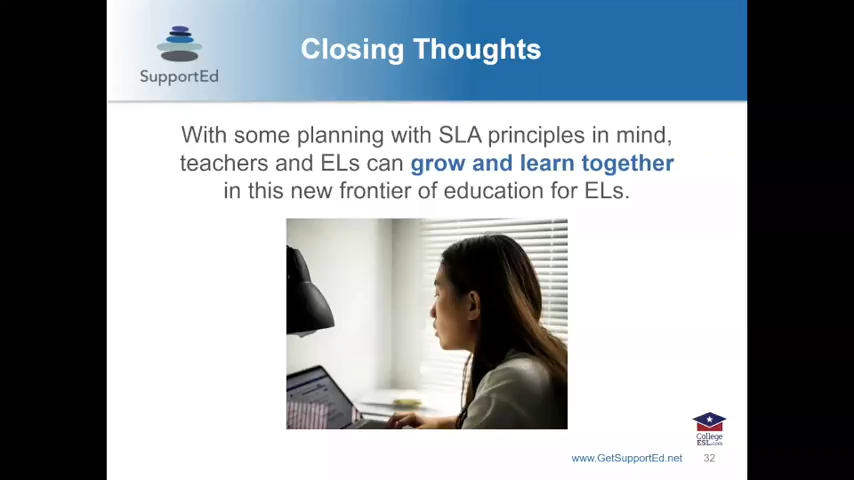 SupportEd
Closing Thoughts
With some planning with SLA principles in mind,
teachers and ELs can grow and learn together
in this new frontier of education for ELs.
College
ESL.com
www.GetSupportEd.net
32